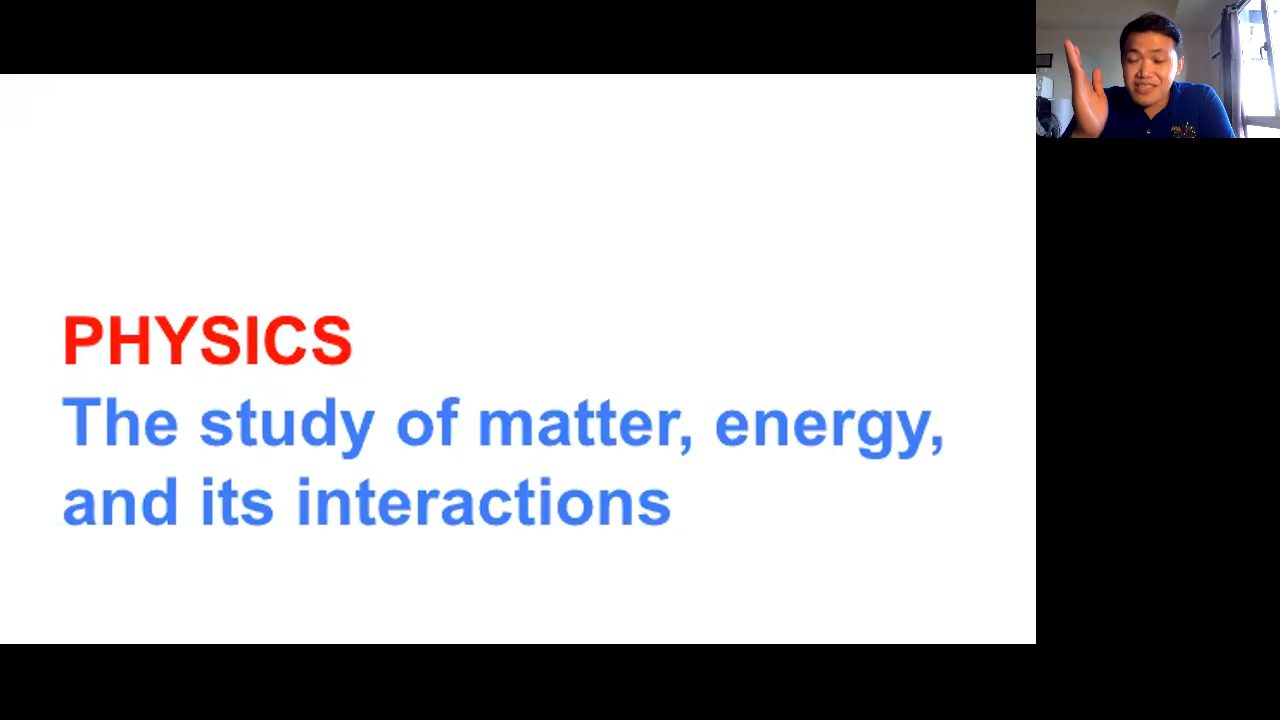 PHYSICS
The study of matter, energy,
and its interactions